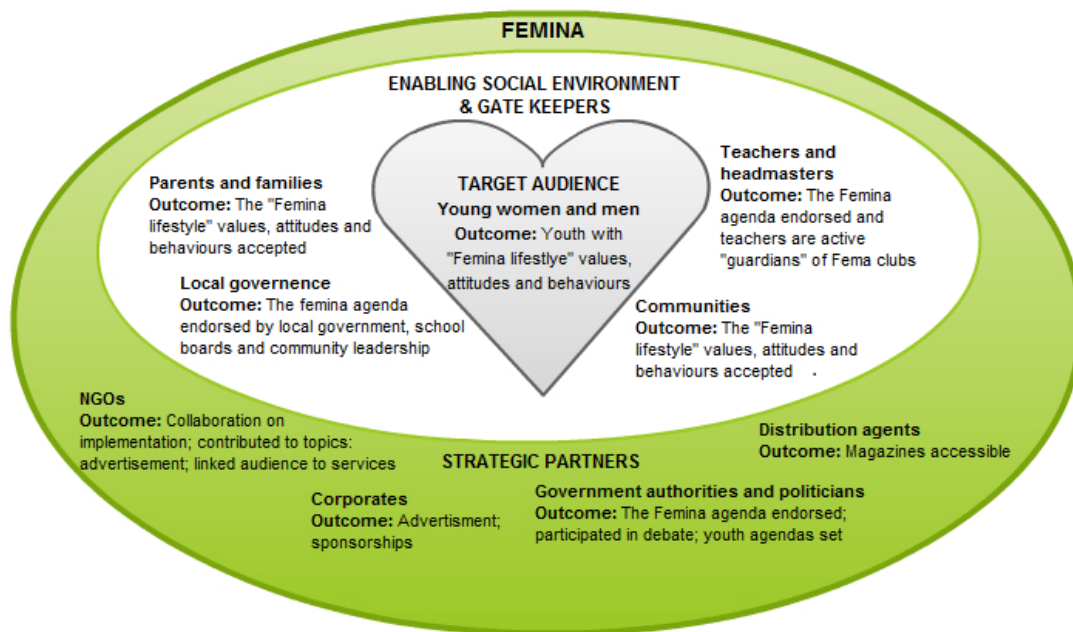 FEMINA
ENABLING SOCIAL ENVIRONMENT
& GATE KEEPERS
Parents and families
Outcome: The "Femina
lifestyle" values, attitudes and
behaviours accepted
Local governence
Outcome: The femina agenda
endorsed by local government, school
boards and community leadership
TARGET AUDIENCE
Young women and men
Outcome: Youth with
"Femina lifestlye" values,
attitudes and behaviours
Teachers and
headmasters
Outcome: The Femina
agenda endorsed and
teachers are active
"guardians" of Fema clubs
Communities
Outcome: The "Femina
lifestyle" values, attitudes and
behaviours accepted .
NGOs
Outcome: Collaboration on
implementation; contributed to topics:
advertisement; linked audience to services
STRATEGIC PARTNERS
Corporates
Outcome: Advertisment;
sponsorships
Government authorities and politicians
Outcome: The Femina agenda endorsed;
participated in debate; youth agendas set
Distribution agents
Outcome: Magazines accessible